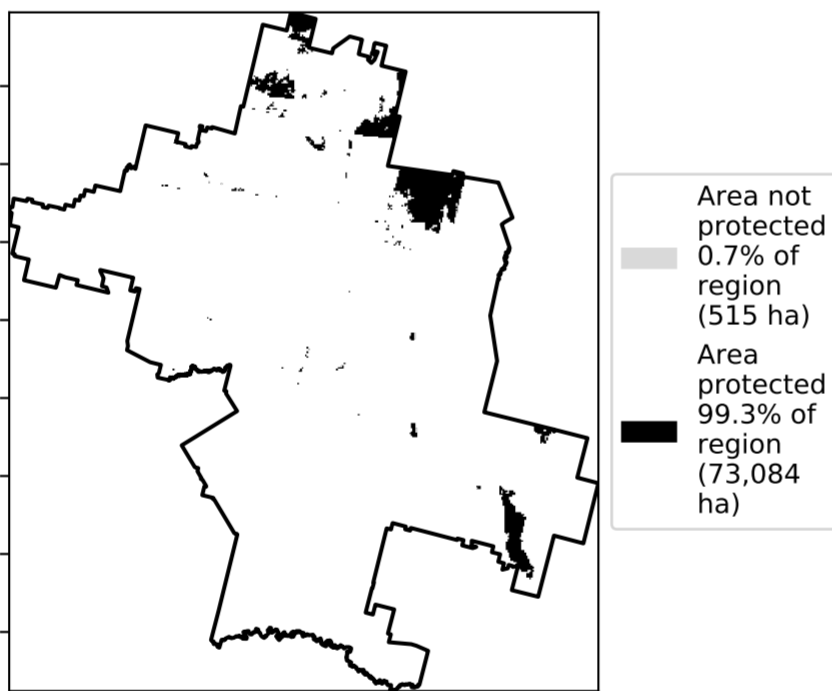 Area not
protected
0.7% of
region
(515 ha)
Area
protected
99.3% of
region
(73,084
ha)